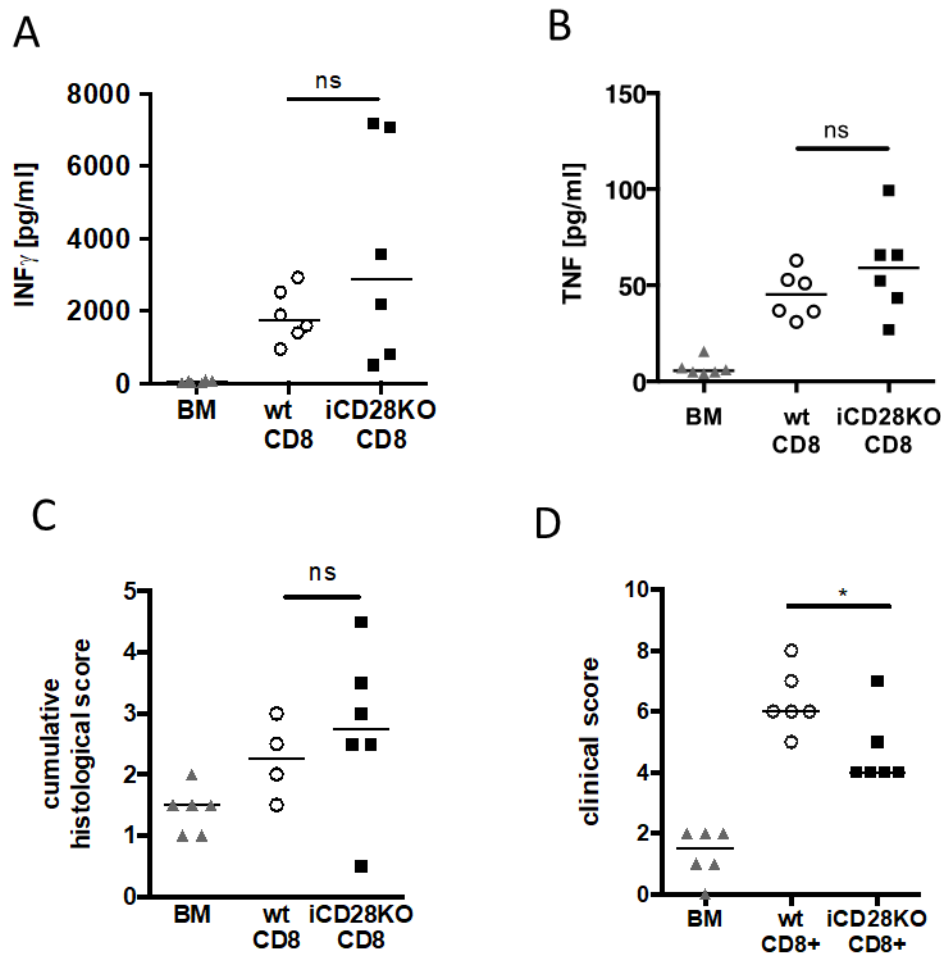 A
INFγ [pg/ml]
8000
6000
4000
2000
0
ns
BM
wt
CD8
iCD28KO
CD8
B
TNF [pg/ml]
150
100
50
0
ns
BM
wt
CD8
iCD28KO
CD8
C
cumulative
histological score
5
4
3
2
1
0
ns
BM
wt
CD8
iCD28KO
CD8
D
clinical score
10
8
6
4
2
0
*
BM
wt
CD8+
iCD28KO
CD8+